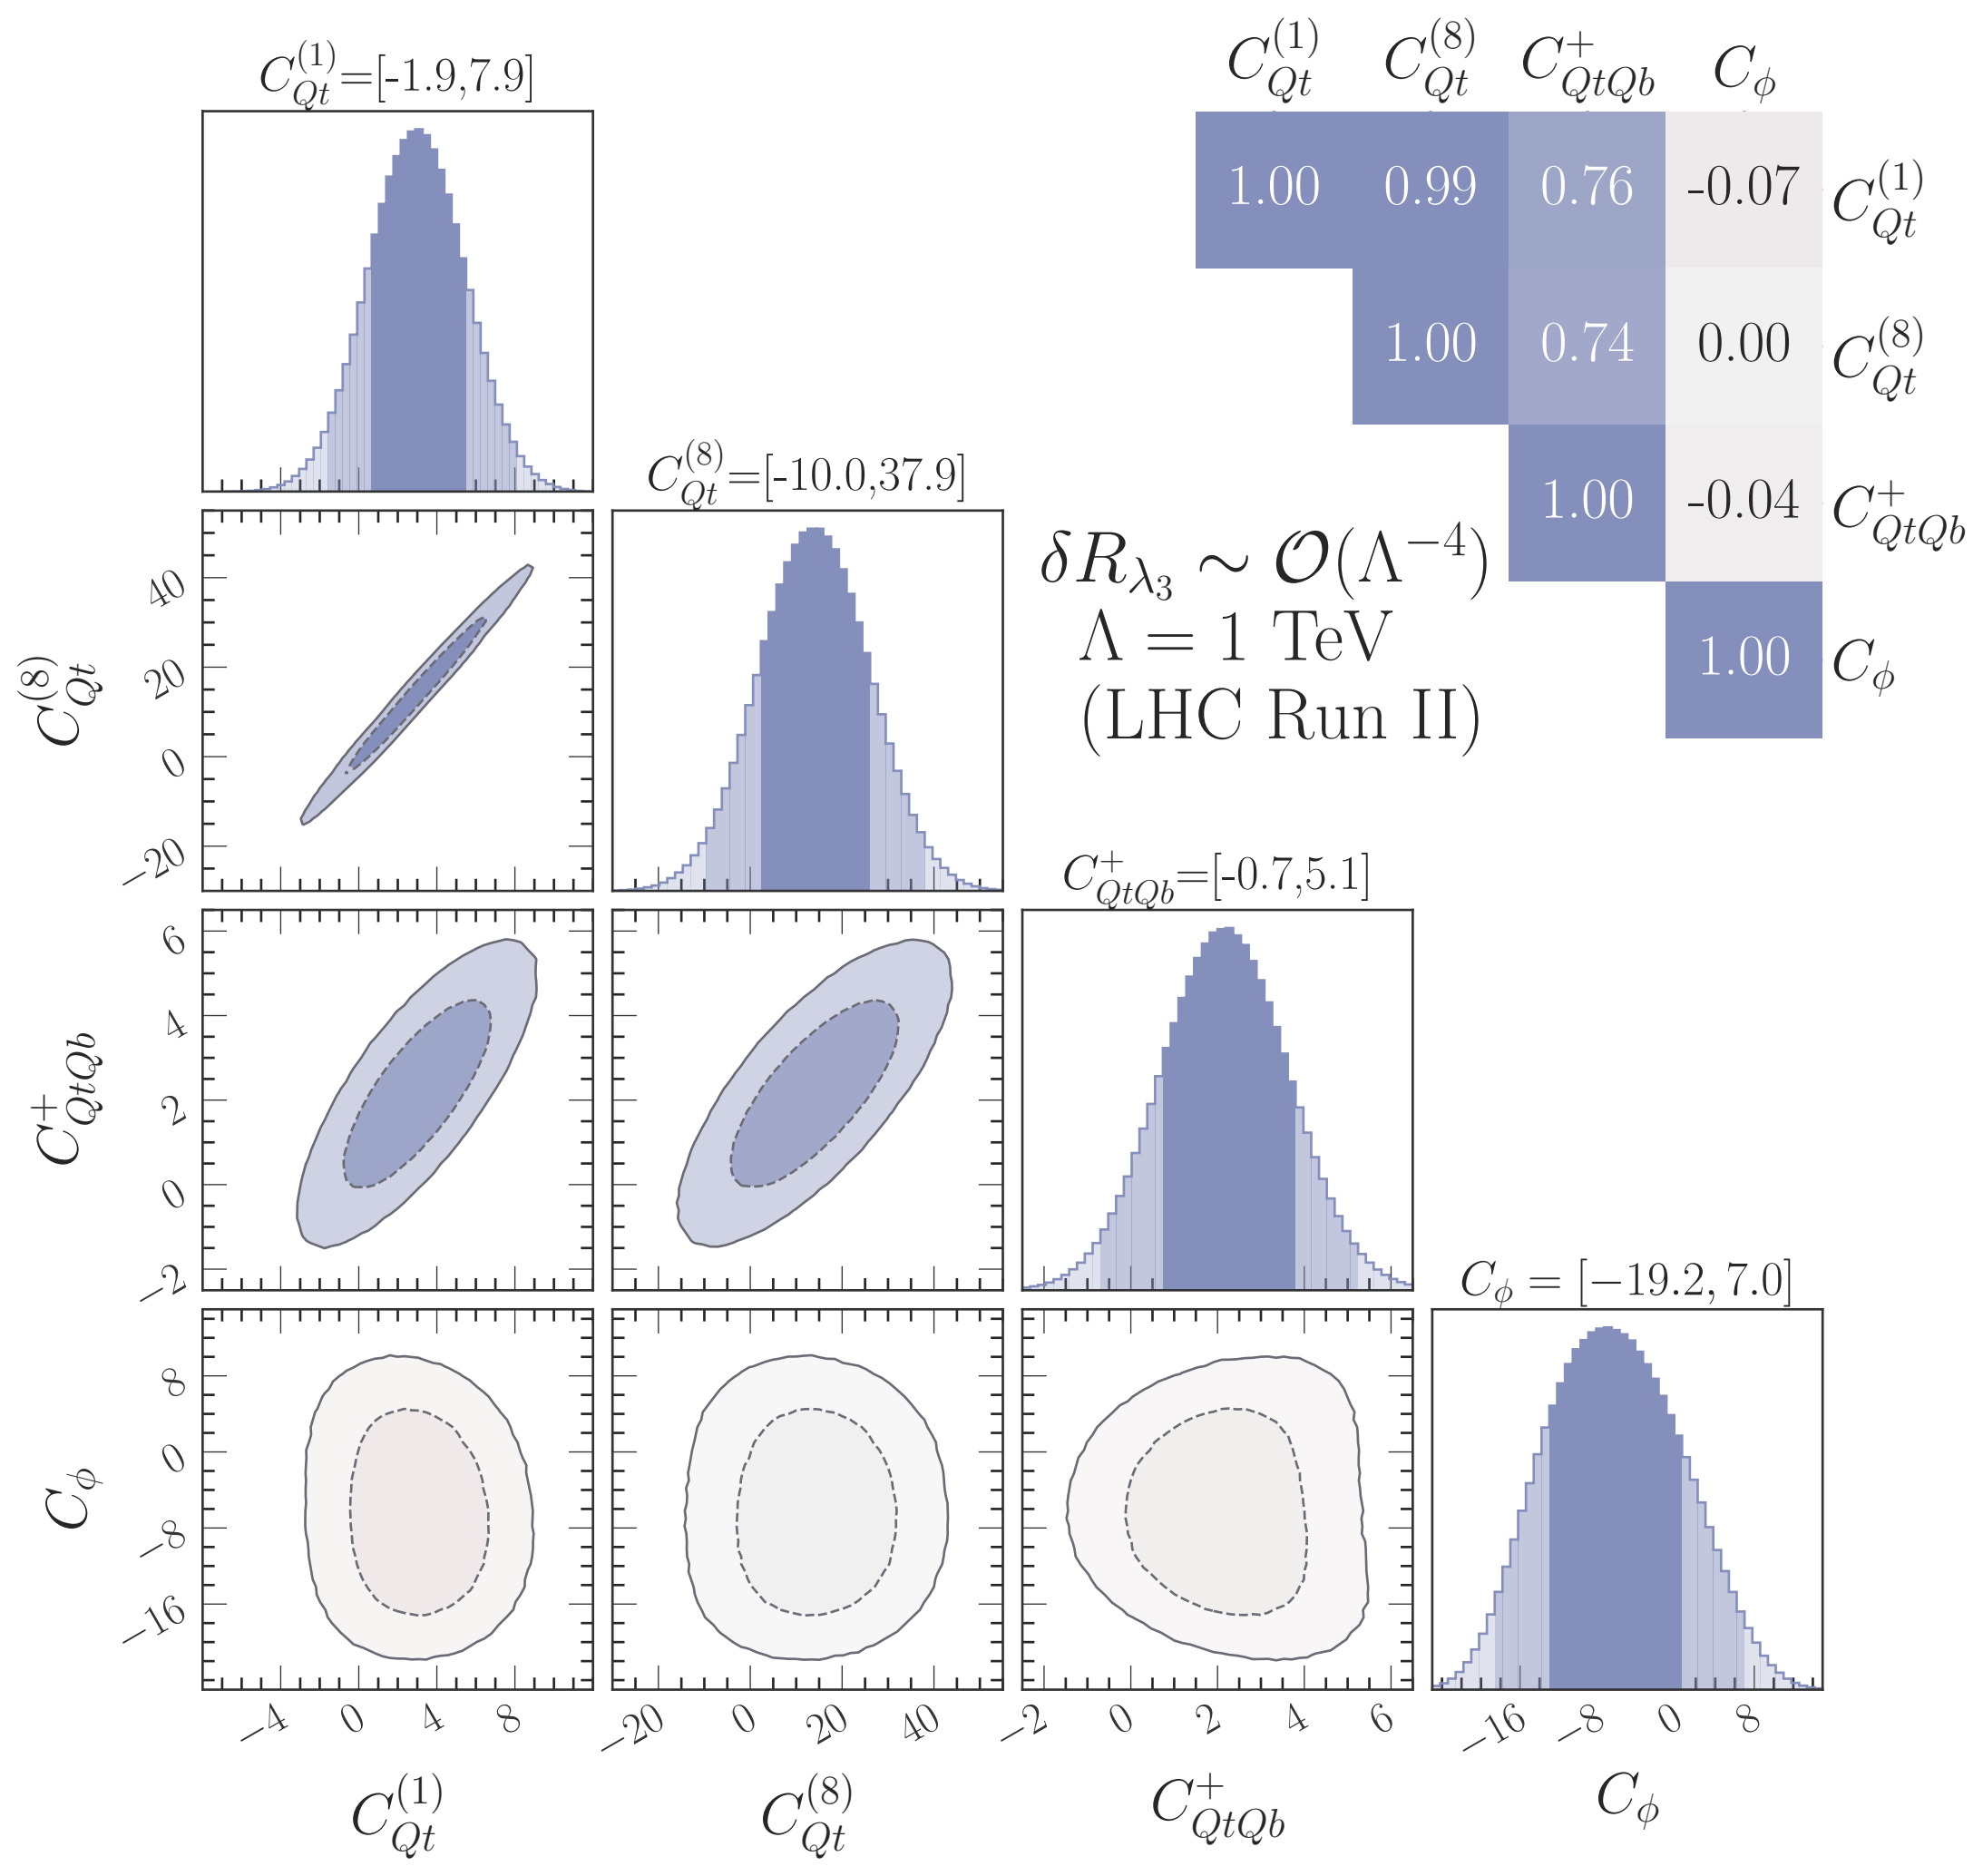 C_{Qt}^{(1)}=[-1.9,7.9]
C_{Qt}^{(1)} C_{Qt}^{(8)} C_{QtQb}^{+} C_ϕ
1.00 0.99 0.76 -0.07 C_{Qt}^{(1)}
1.00 0.74 0.00 C_{Qt}^{(8)}
1.00 -0.04 C_{QtQb}^{+}
1.00 C_ϕ
C_{Qt}^{(8)}=[-10.0,37.9]
δR_{λ_3} ∼ 𝒪(Λ^{−4})
Λ = 1 TeV
(LHC Run II)
C_{Qt}^{(8)}
40
20
0
−20
C_{QtQb}^{+}=[-0.7,5.1]
C_{QtQb}^{+}
6
4
2
0
−2
C_ϕ = [−19.2, 7.0]
C_ϕ
8
0
−8
−16
−4 0 4 8
−20 0 20 40
−2 0 2 4 6
−16 −8 0 8
C_{Qt}^{(1)} C_{Qt}^{(8)} C_{QtQb}^{+} C_ϕ